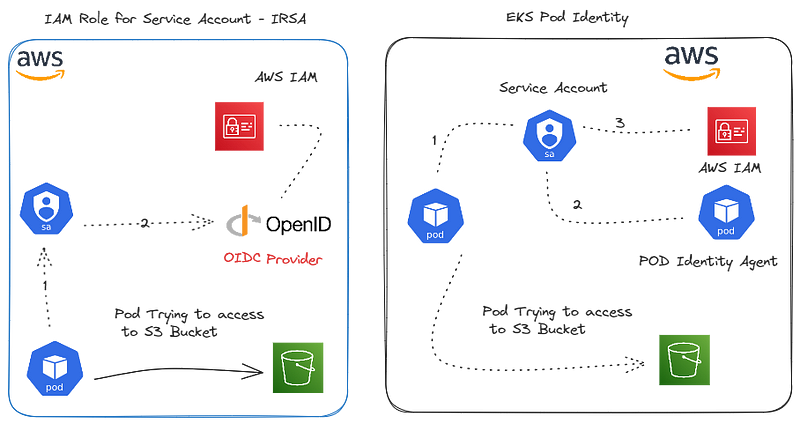 IAM Role for Service Account - IRSA
aws
AWS IAM
sa
2
OpenID
OIDC Provider
1
Pod Trying to access
to S3 Bucket
pod
EKS Pod Identity
aws
Service Account
1
3
sa
AWS IAM
pod
2
pod
POD Identity Agent
Pod Trying to access
to S3 Bucket